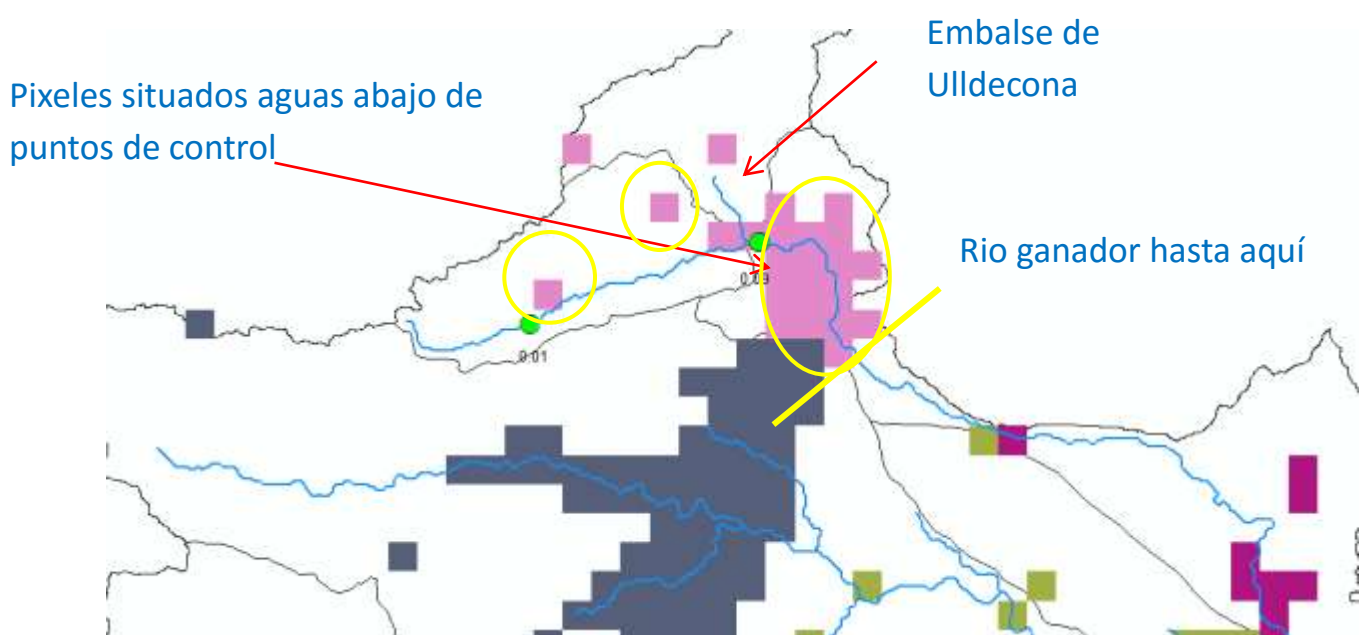 Embalse de
Ulldecona
Pixeles situados aguas abajo de
puntos de control
Rio ganador hasta aquí
0.01